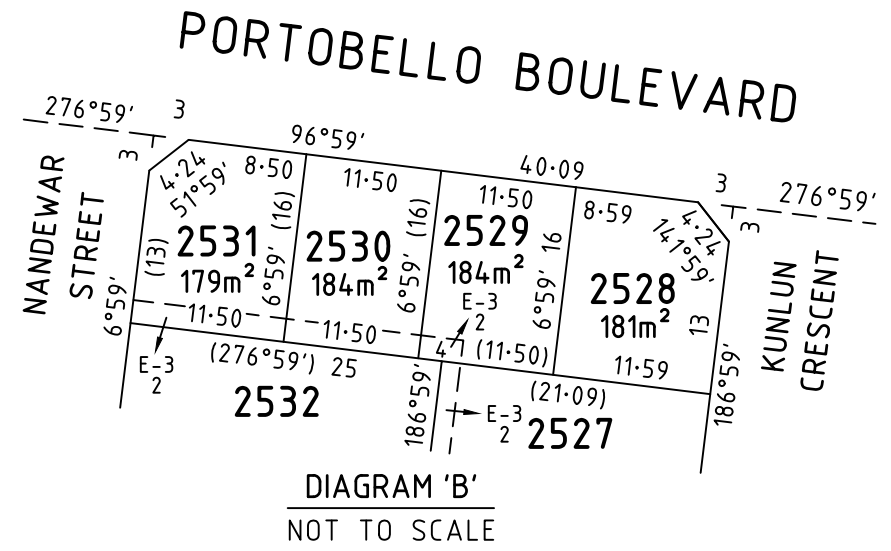 PORTOBELLO BOULEVARD
276°59'
3
3
96°59'
40·09
3
276°59'
3
NANDEWAR
STREET
4·24
51°59'
8·50
11·50
11·50
8·59
4·24
141°59'
(13)
2531
179m²
6°59' (16)
2530
184m²
6°59' (16)
2529
184m²
6°59' 16
2528
181m²
13
KUNLUN
CRESCENT
6°59'
11·50
11·50
E-3
2
4
(11·50)
11·59
E-3
2
(276°59') 25
2532
186°59'
(21·09)
E-3
2
2527
186°59'
DIAGRAM 'B'
NOT TO SCALE